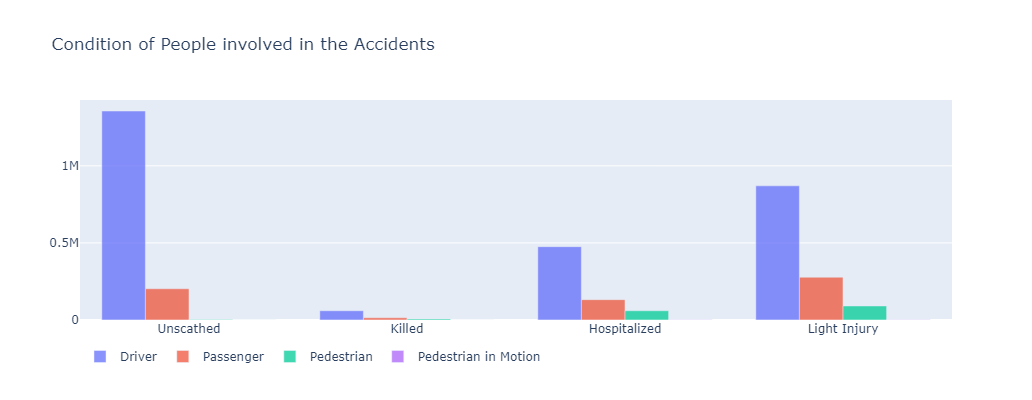 Condition of People involved in the Accidents
1M
0.5M
0
Unscathed Killed Hospitalized Light Injury
Driver Passenger Pedestrian Pedestrian in Motion